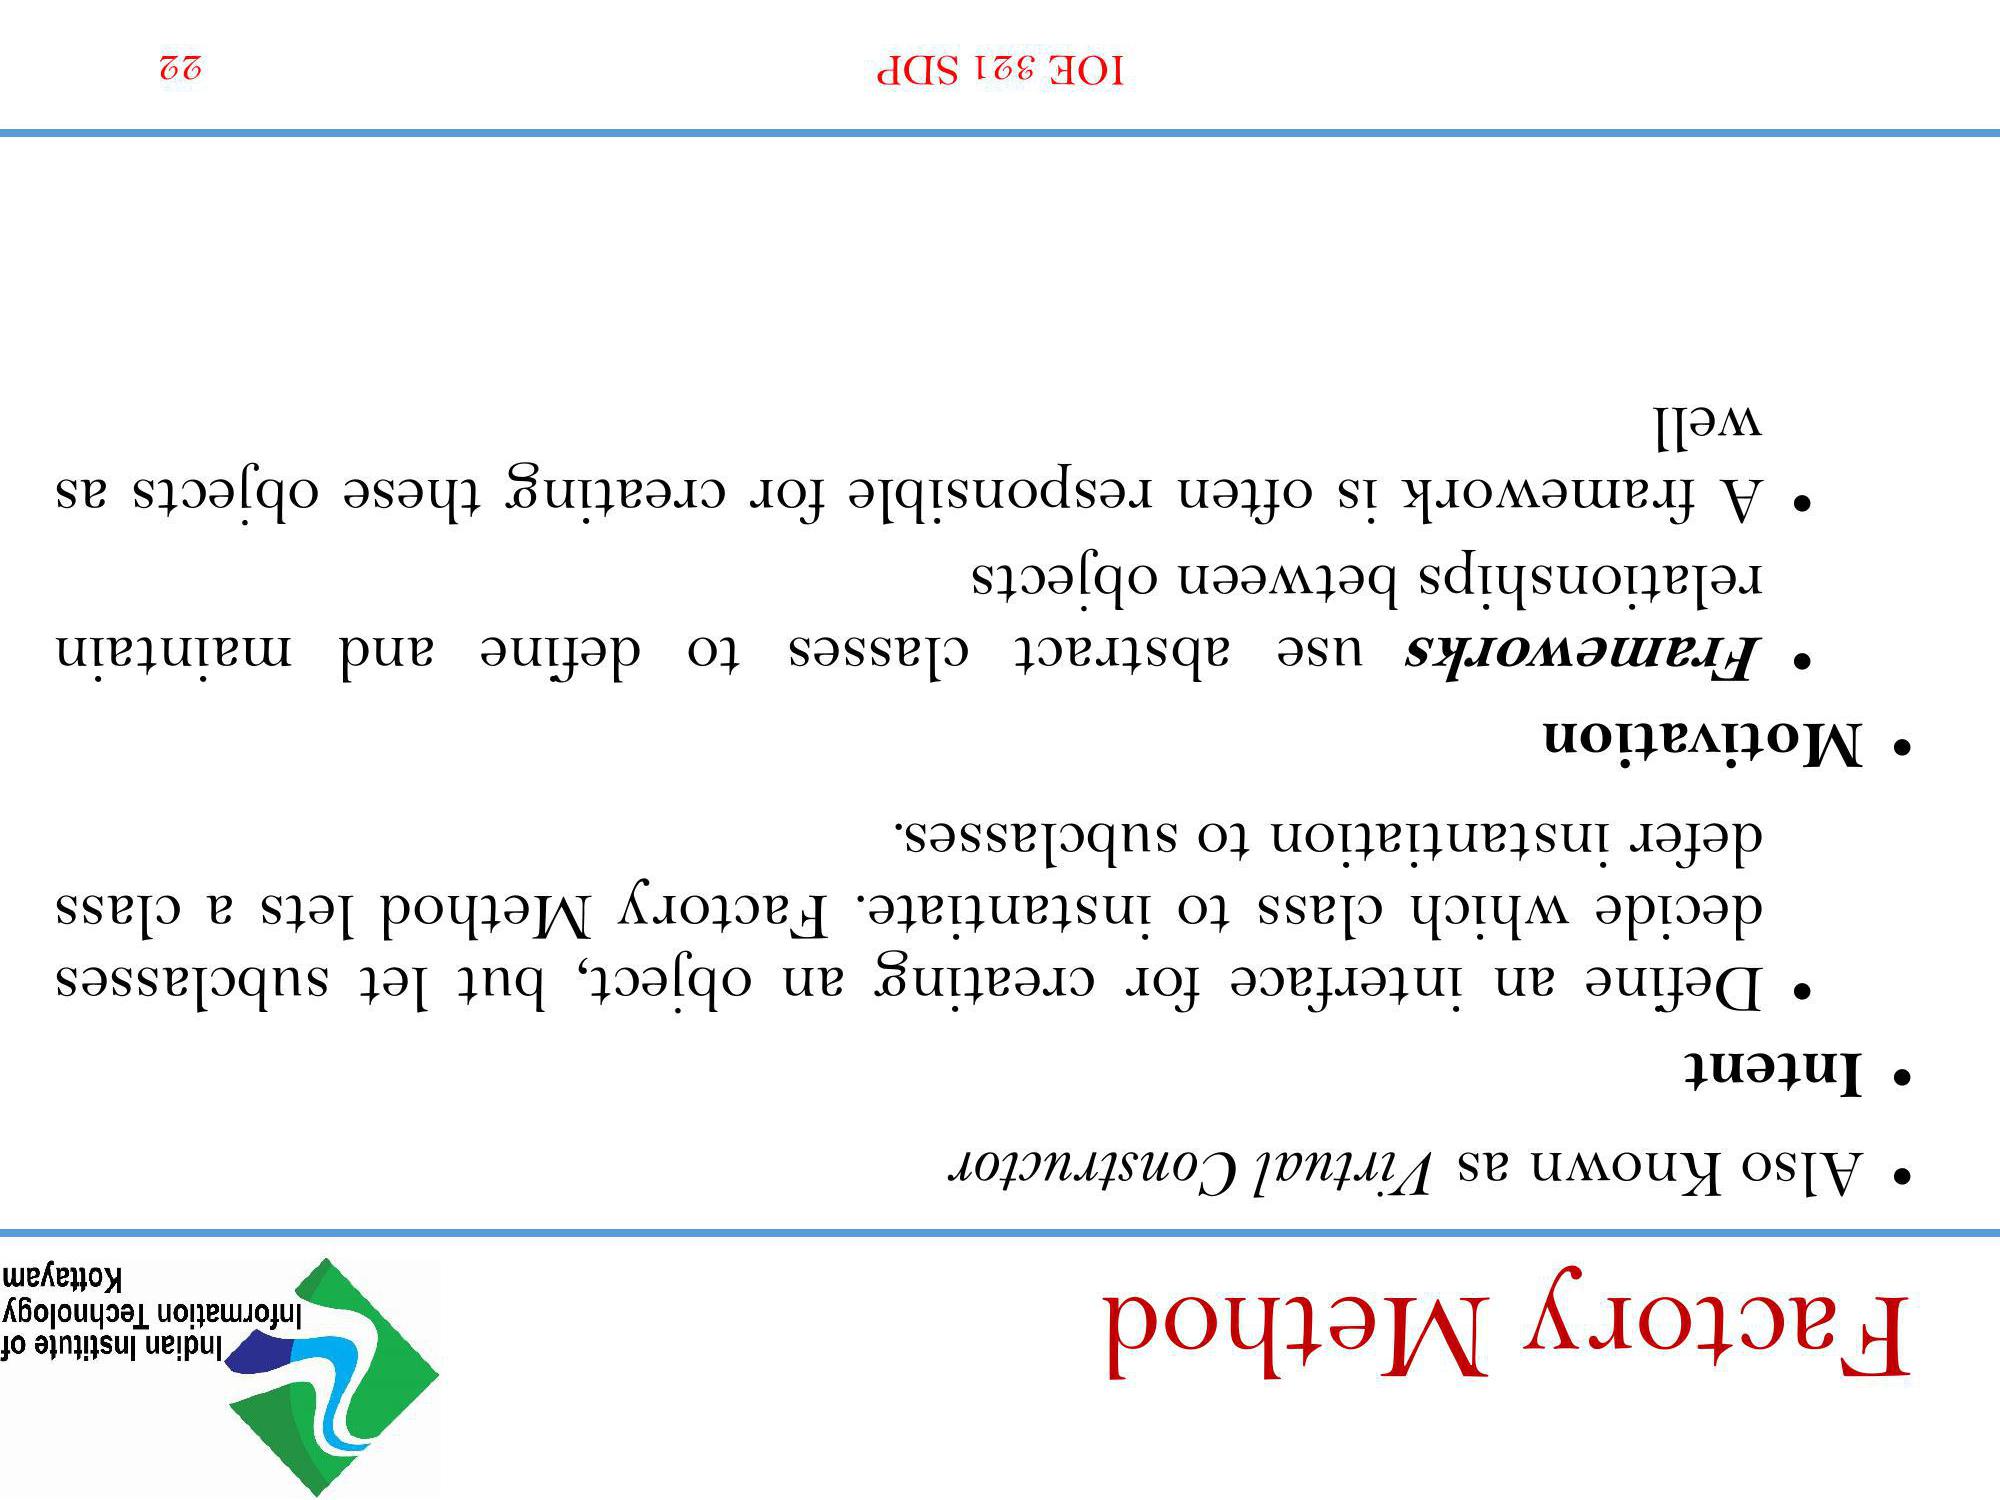 Factory Method
Indian Institute of
Information Technology
Kottayam
• Also Known as Virtual Constructor
• Intent
• Define an interface for creating an object, but let subclasses
decide which class to instantiate. Factory Method lets a class
defer instantiation to subclasses.
• Motivation
• Frameworks use abstract classes to define and maintain
relationships between objects
• A framework is often responsible for creating these objects as
well
IOE 321 SDP
22